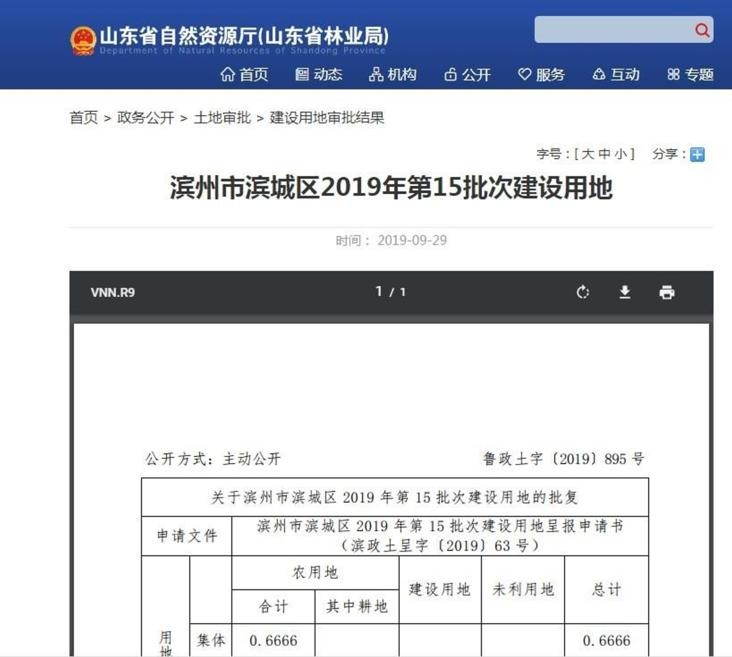 山东省自然资源厅(山东省林业局)
Department of Natural Resources of Shandong Province
首页 动态 机构 公开 服务 互动 专题
首页 > 政务公开 > 土地审批 > 建设用地审批结果
字号：[ 大 中 小 ] 分享：
滨州市滨城区2019年第15批次建设用地
时间： 2019-09-29
VNN.R9 1 / 1
公开方式：主动公开 鲁政土字〔2019〕895 号
关于滨州市滨城区 2019 年第 15 批次建设用地的批复
申请文件 滨州市滨城区 2019 年第 15 批次建设用地呈报申请书
（滨政土呈字〔2019〕63 号）
农用地 建设用地 未利用地 总计
合计 其中耕地
用地 集体 0.6666 0.6666